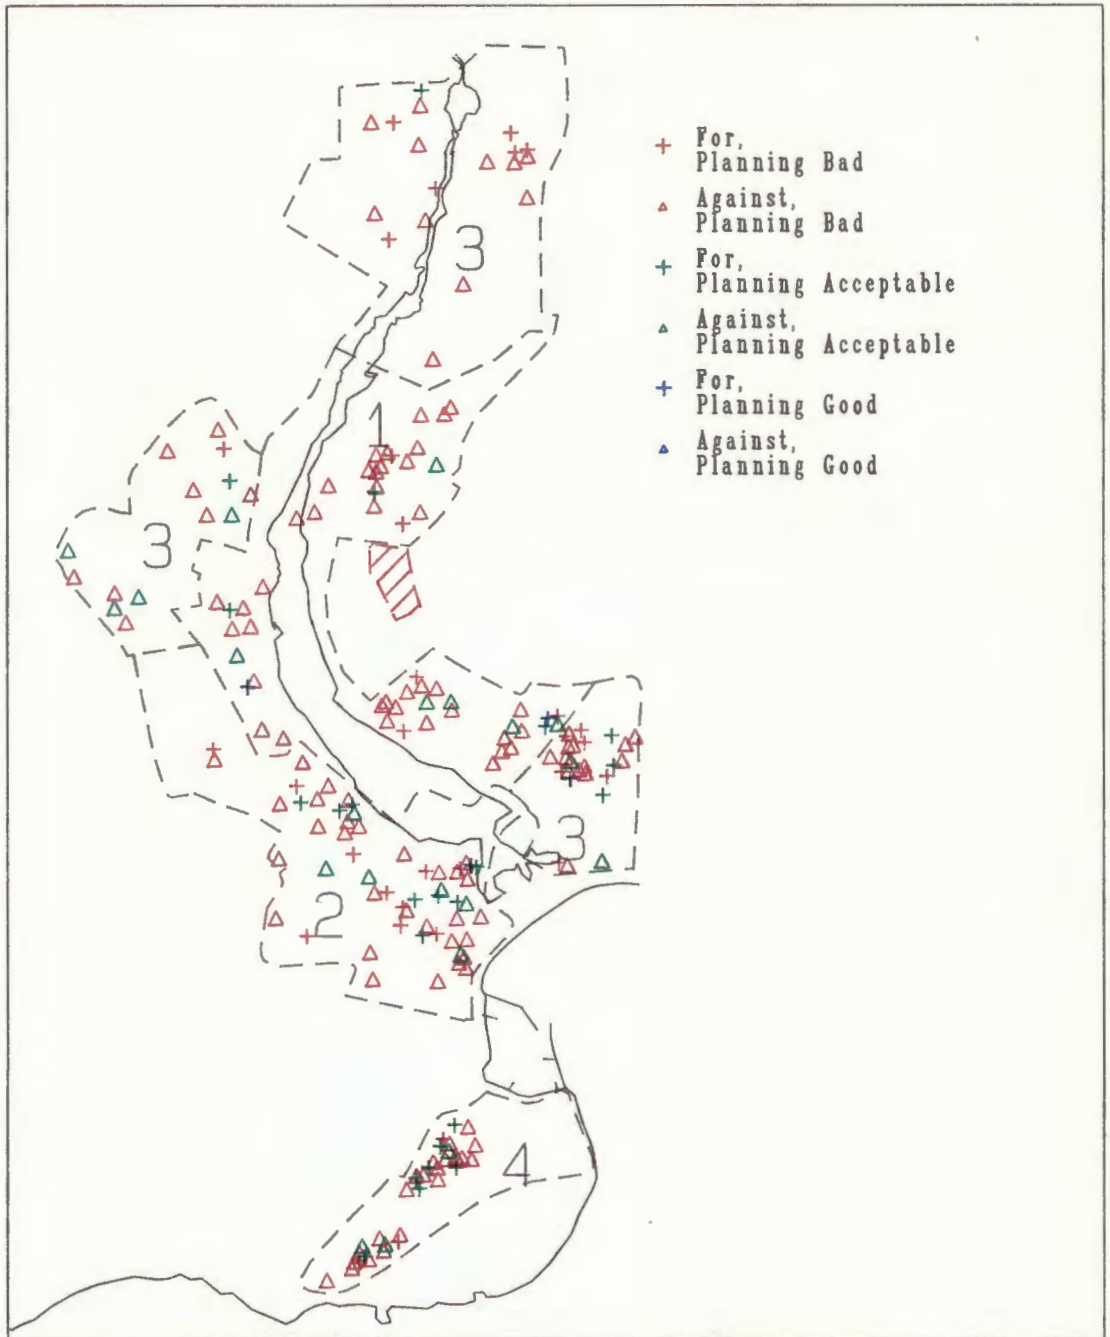 For,
Planning Bad
Against,
Planning Bad
For,
Planning Acceptable
Against,
Planning Acceptable
For,
Planning Good
Against,
Planning Good
3
1
3
3
2
4